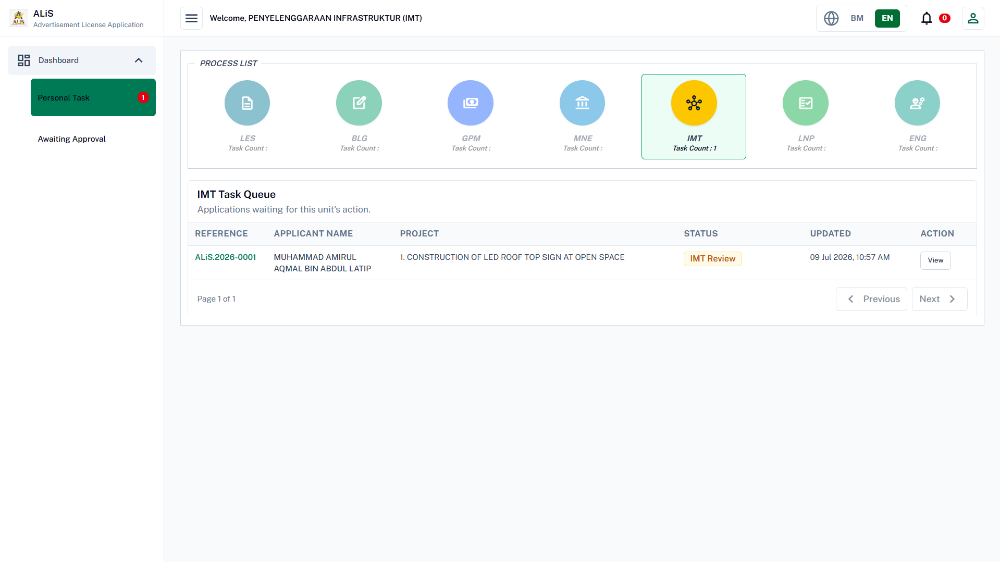 ALiS
Advertisement License Application
Welcome, PENYELENGGARAAN INFRASTRUKTUR (IMT)
BM
EN
0
Dashboard
Personal Task
1
Awaiting Approval
PROCESS LIST
LES
Task Count :
BLG
Task Count :
GPM
Task Count :
MNE
Task Count :
IMT
Task Count : 1
LNP
Task Count :
ENG
Task Count :
IMT Task Queue
Applications waiting for this unit's action.
REFERENCE APPLICANT NAME PROJECT STATUS UPDATED ACTION
ALiS.2026-0001 MUHAMMAD AMIRUL 1. CONSTRUCTION OF LED ROOF TOP SIGN AT OPEN SPACE IMT Review 09 Jul 2026, 10:57 AM View
AQMAL BIN ABDUL LATIP
Page 1 of 1
Previous
Next